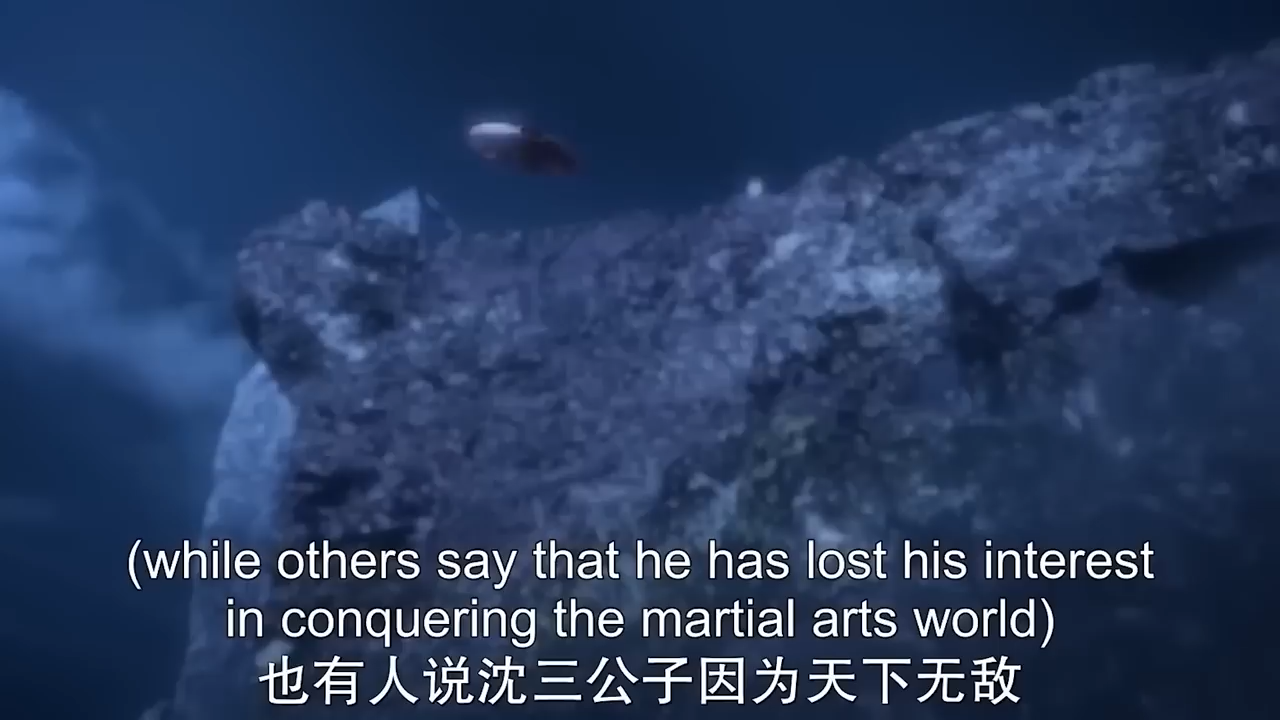 (while others say that he has lost his interest
in conquering the martial arts world)
也有人说沈三公子因为天下无敌